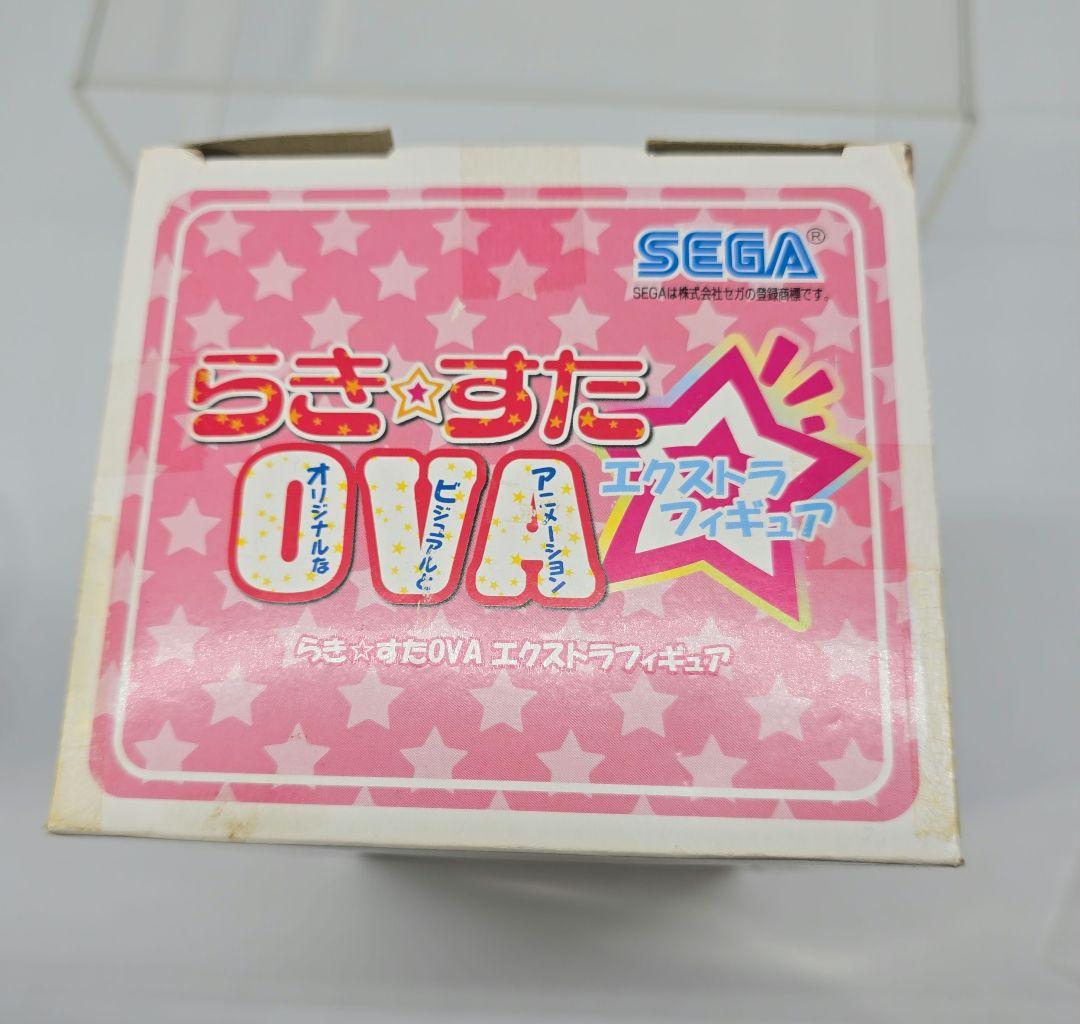 SEGA®
SEGAは株式会社セガの登録商標です。
らき☆すた
OVA
オリジナルな
ビジュアルと
アニメーション
エクストラ
フィギュア
らき☆すたOVA エクストラフィギュア